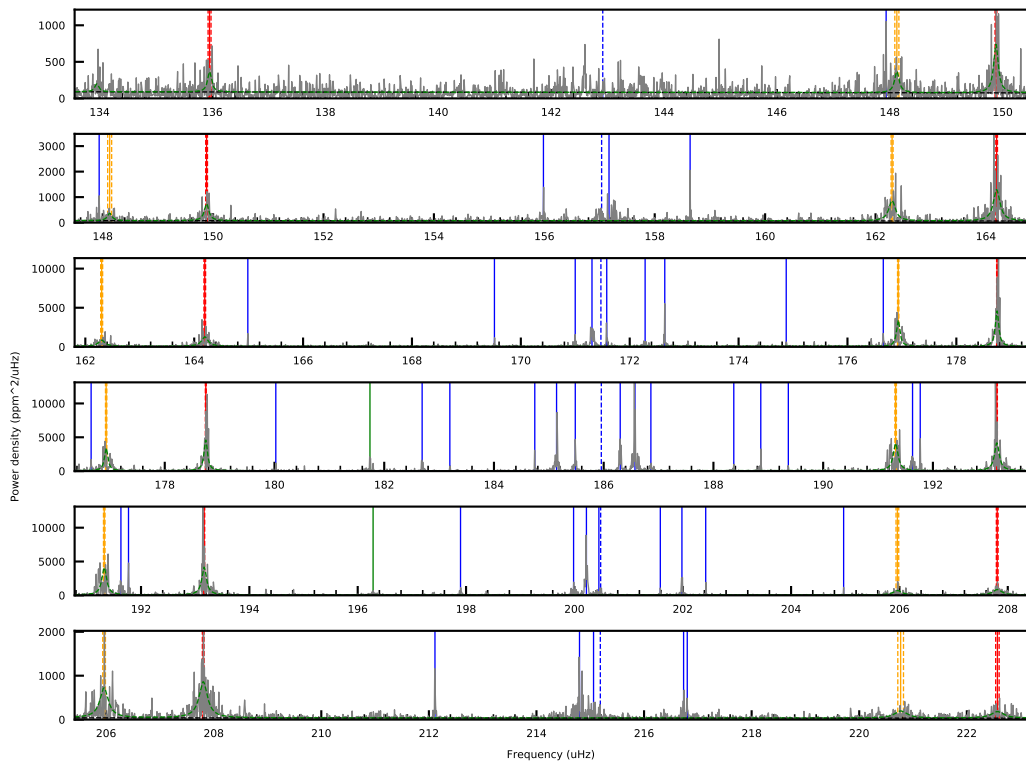 1000
500
0
134 136 138 140 142 144 146 148 150
3000
2000
1000
0
148 150 152 154 156 158 160 162 164
10000
5000
0
162 164 166 168 170 172 174 176 178
Power density (ppm^2/uHz)
10000
5000
0
178 180 182 184 186 188 190 192
10000
5000
0
192 194 196 198 200 202 204 206 208
2000
1000
0
206 208 210 212 214 216 218 220 222
Frequency (uHz)